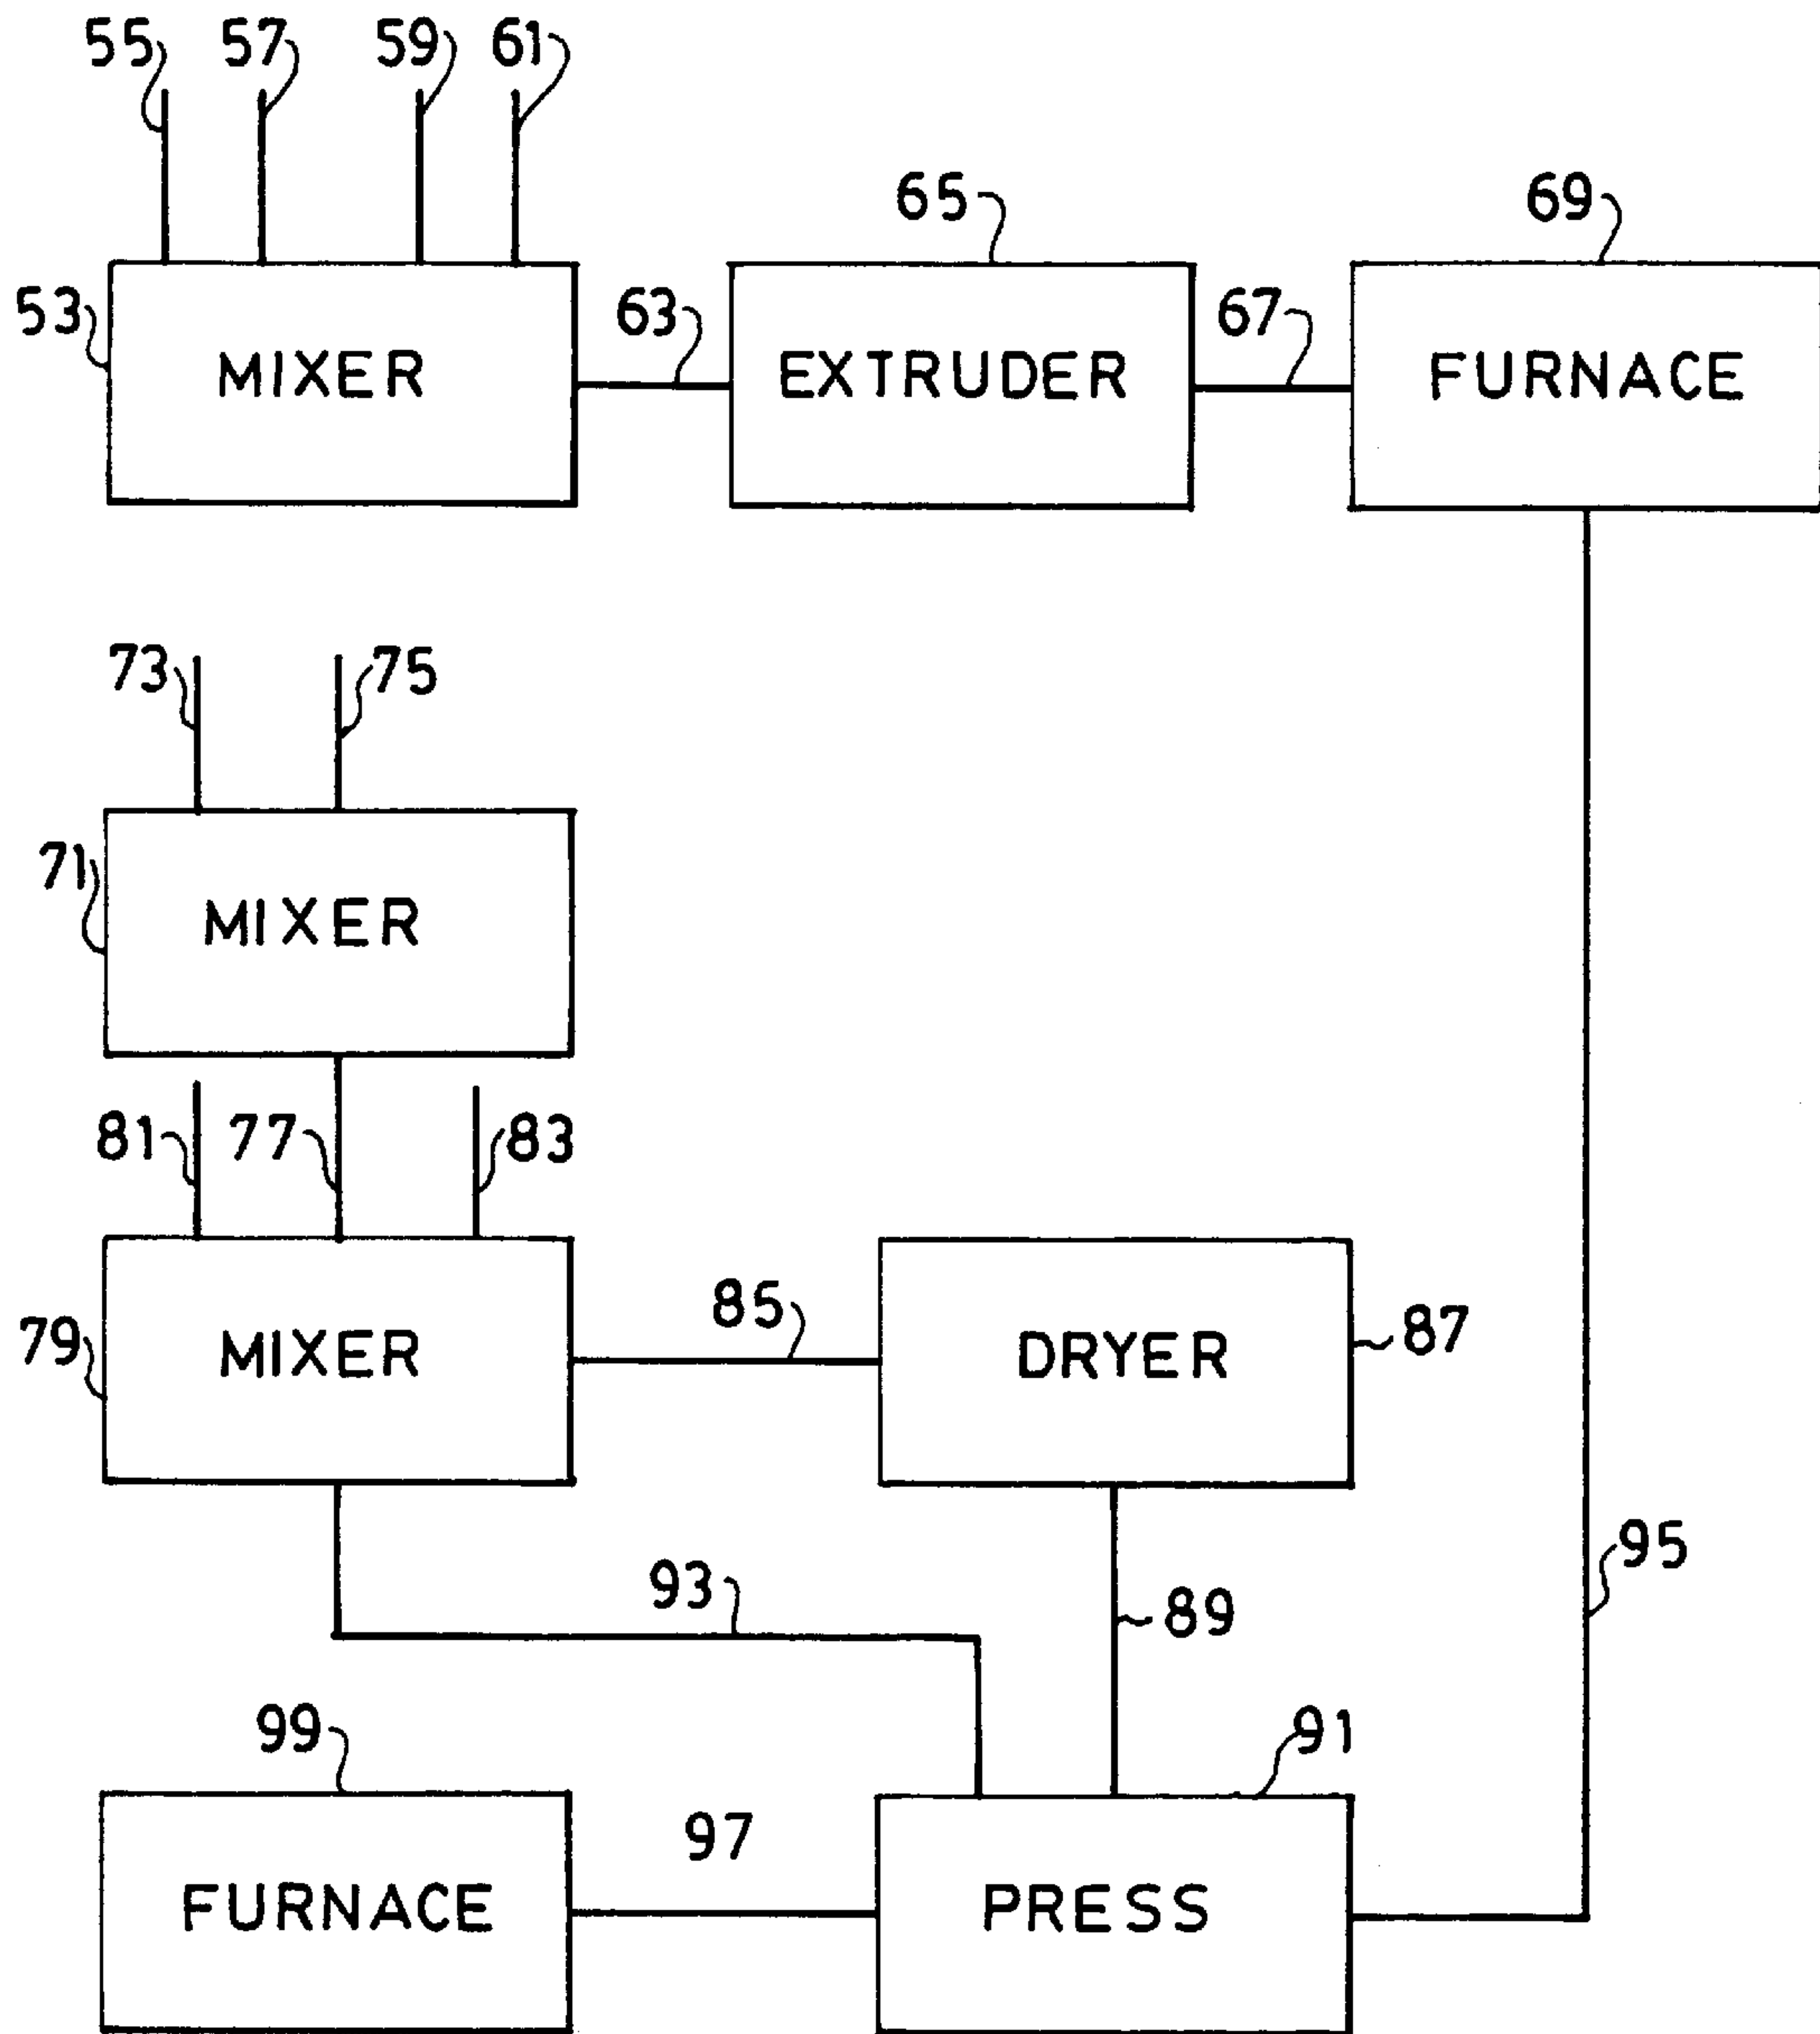 55 57 59 61
65 69
53 63 67
MIXER EXTRUDER FURNACE
73 75
71
MIXER
81 77 83
85
79 MIXER DRYER 87
93 89 95
99 91
97
FURNACE PRESS